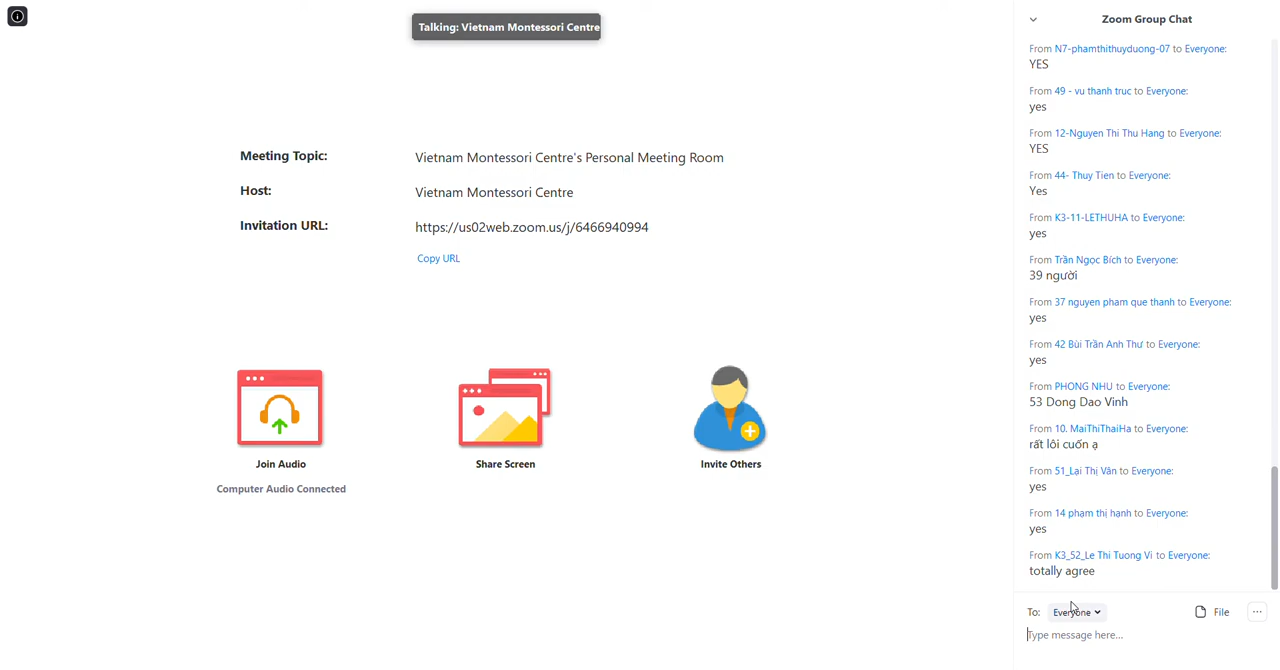 Talking: Vietnam Montessori Centre
Meeting Topic: Vietnam Montessori Centre's Personal Meeting Room
Host: Vietnam Montessori Centre
Invitation URL: https://us02web.zoom.us/j/6466940994
Copy URL
Join Audio
Computer Audio Connected
Share Screen
Invite Others
Zoom Group Chat
From N7-phamthithuyduong-07 to Everyone:
YES
From 49 - vu thanh truc to Everyone:
yes
From 12-Nguyen Thi Thu Hang to Everyone:
YES
From 44- Thuy Tien to Everyone:
Yes
From K3-11-LETHUHA to Everyone:
yes
From Trần Ngọc Bích to Everyone:
39 người
From 37 nguyen pham que thanh to Everyone:
yes
From 42 Bùi Trần Anh Thư to Everyone:
yes
From PHONG NHU to Everyone:
53 Dong Dao Vinh
From 10. MaiThiThaiHa to Everyone:
rất lôi cuốn ạ
From 51_Lại Thị Vân to Everyone:
yes
From 14 phạm thị hạnh to Everyone:
yes
From K3_52_Le Thi Tuong Vi to Everyone:
totally agree
To: Everyone
File
Type message here...